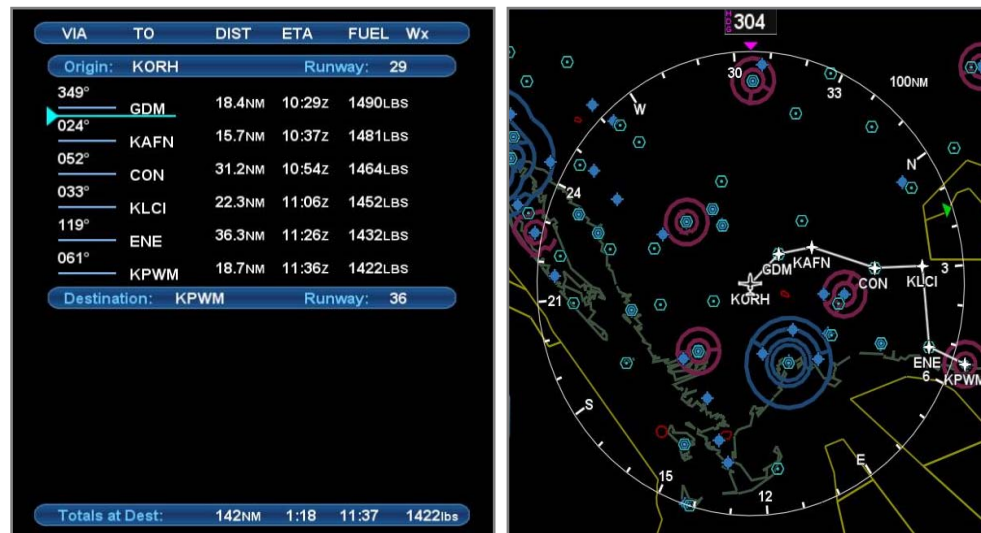 VIA TO DIST ETA FUEL Wx
Origin: KORH Runway: 29
349°
GDM 18.4NM 10:29Z 1490LBS
024°
KAFN 15.7NM 10:37Z 1481LBS
052°
CON 31.2NM 10:54Z 1464LBS
033°
KLCI 22.3NM 11:06Z 1452LBS
119°
ENE 36.3NM 11:26Z 1432LBS
061°
KPWM 18.7NM 11:36Z 1422LBS
Destination: KPWM Runway: 36
Totals at Dest: 142NM 1:18 11:37 1422lbs
HDG 304
30
33
100NM
W
N
24
GDM
KAFN
CON
KLCI
3
KORH
21
ENE
6
KPWM
S
E
15
12